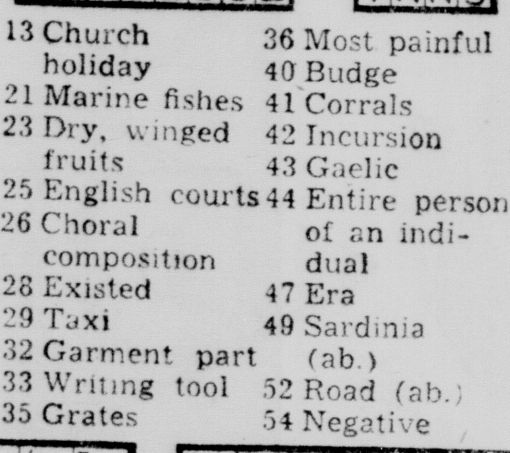 13 Church
holiday
21 Marine fishes
23 Dry, winged
fruits
25 English courts
26 Choral
composition
28 Existed
29 Taxi
32 Garment part
33 Writing tool
35 Grates
36 Most painful
40 Budge
41 Corrals
42 Incursion
43 Gaelic
44 Entire person
of an indi-
dual
47 Era
49 Sardinia
(ab.)
52 Road (ab.)
54 Negative